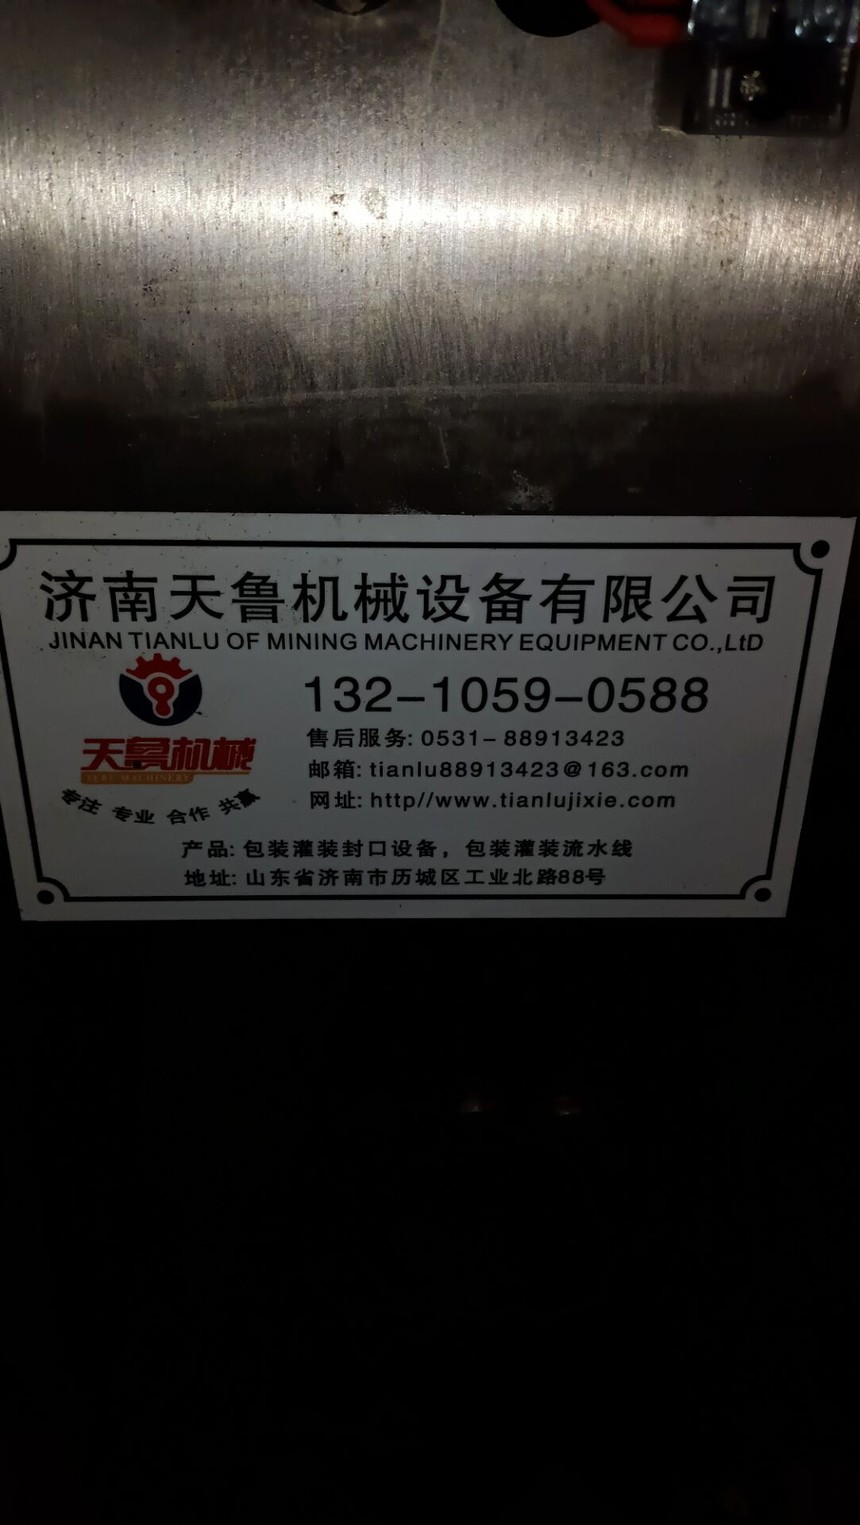 济南天鲁机械设备有限公司
JINAN TIANLU OF MINING MACHINERY EQUIPMENT CO.,LtD
132-1059-0588
售后服务: 0531-88913423
天鲁机械
邮箱: tianlu88913423@163.com
专注 专业 合作 共赢
网址: http//www.tianlujixie.com
产品: 包装灌装封口设备，包装灌装流水线
地址: 山东省济南市历城区工业北路88号